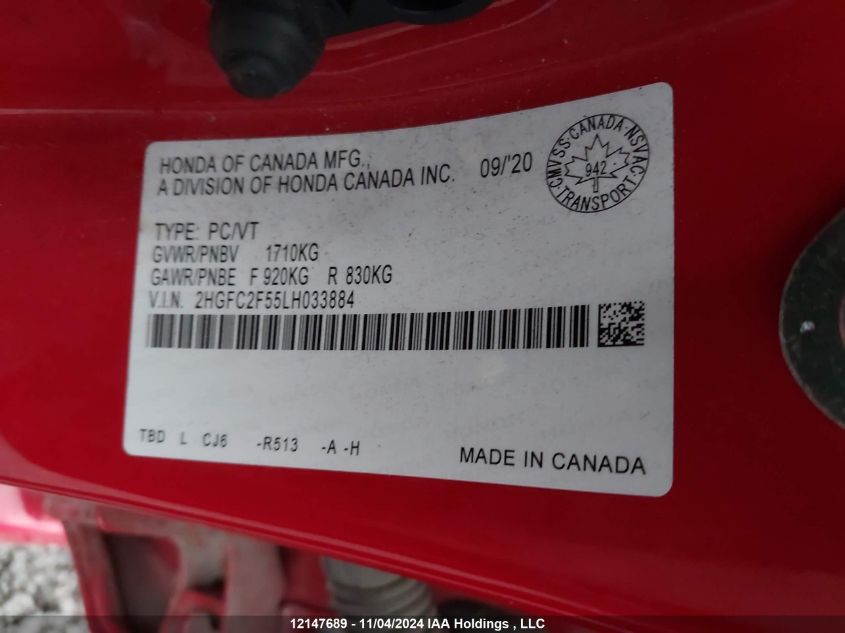 HONDA OF CANADA MFG.,
A DIVISION OF HONDA CANADA INC. 09/'20
CMVSS · CANADA · NSVAC
942
TRANSPORT
TYPE: PC/VT
GVWR/PNBV 1710KG
GAWR/PNBE F 920KG R 830KG
V.I.N. 2HGFC2F55LH033884
TBD L CJ6 -R513 -A -H
MADE IN CANADA
12147689 - 11/04/2024 IAA Holdings , LLC